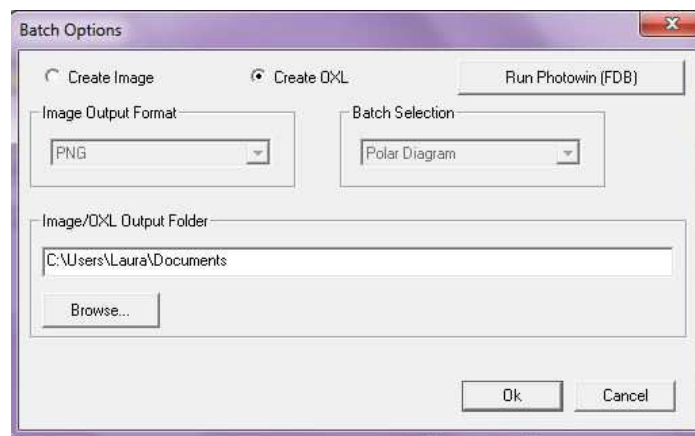 Batch Options
Create Image Create OXL Run Photowin (FDB)
Image Output Format Batch Selection
PNG Polar Diagram
Image/OXL Output Folder
C:\Users\Laura\Documents
Browse...
Ok Cancel